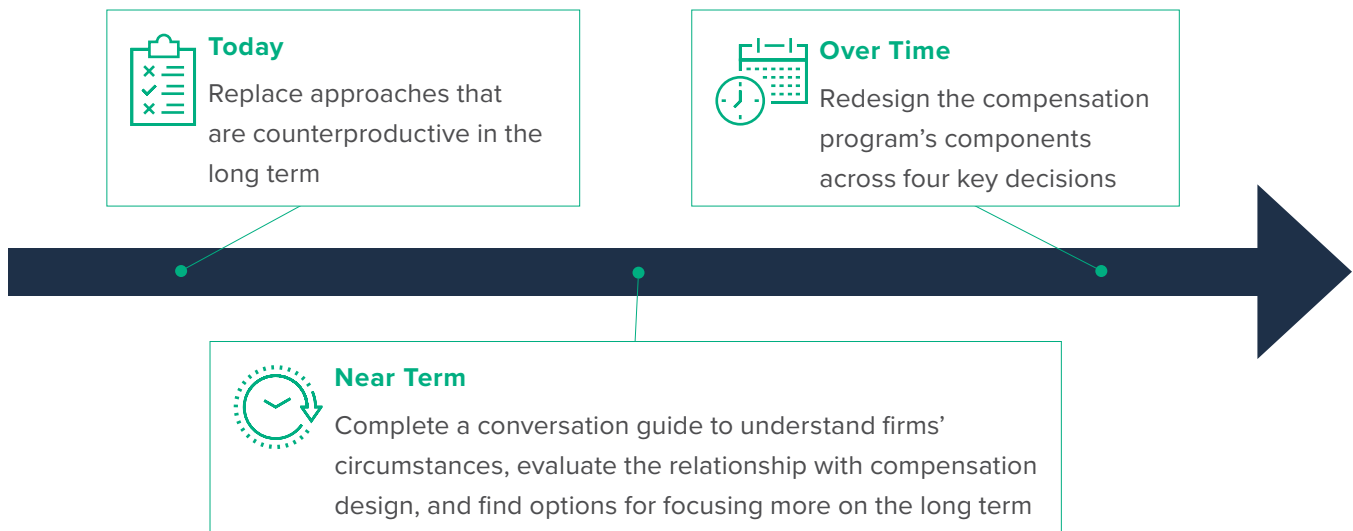 Today
Replace approaches that
are counterproductive in the
long term
Over Time
Redesign the compensation
program’s components
across four key decisions
Near Term
Complete a conversation guide to understand firms’
circumstances, evaluate the relationship with compensation
design, and find options for focusing more on the long term